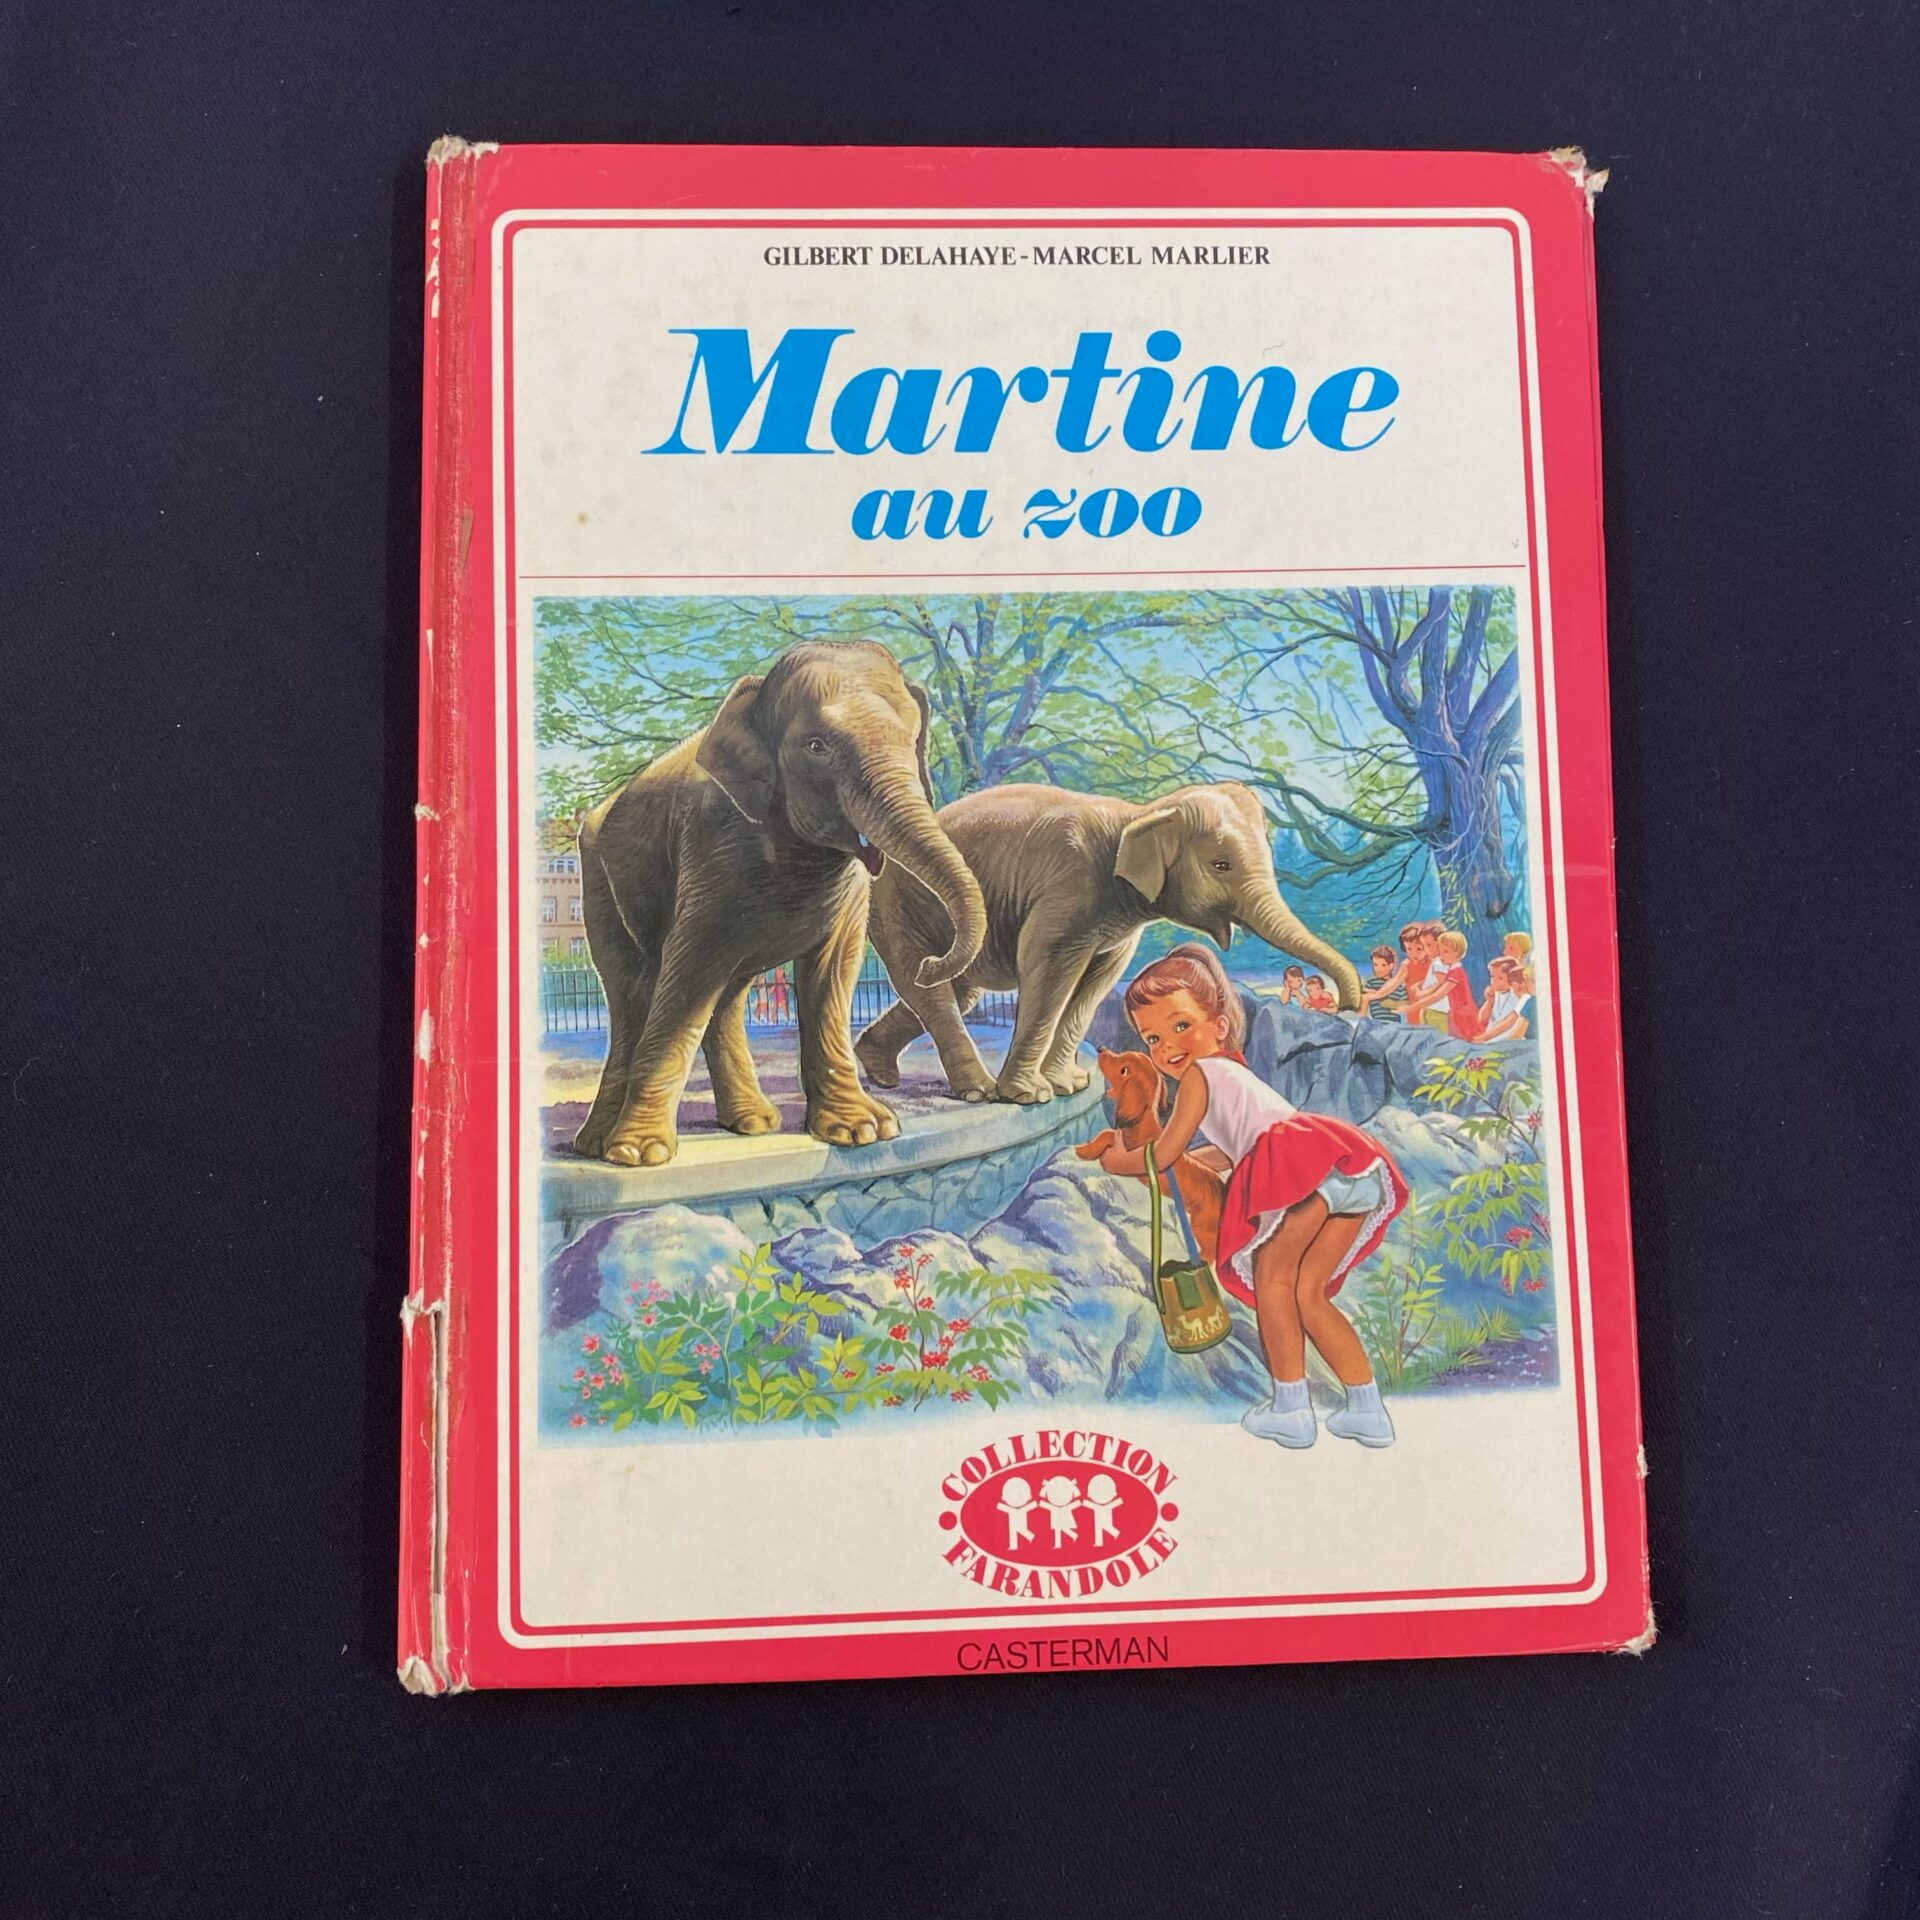 GILBERT DELAHAYE-MARCEL MARLIER
Martine
au zoo
COLLECTION
FARANDOLE
CASTERMAN